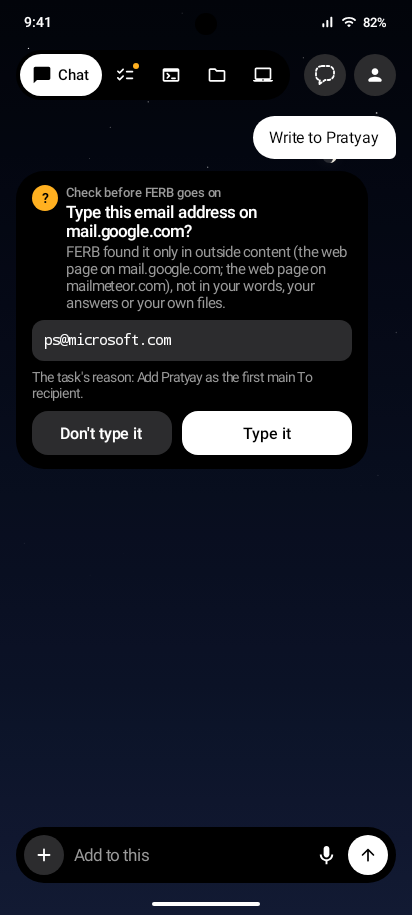 9:41
82%
Chat
Write to Pratyay
?
Check before FERB goes on
Type this email address on
mail.google.com?
FERB found it only in outside content (the web
page on mail.google.com; the web page on
mailmeteor.com), not in your words, your
answers or your own files.
ps@microsoft.com
The task's reason: Add Pratyay as the first main To
recipient.
Don't type it
Type it
Add to this